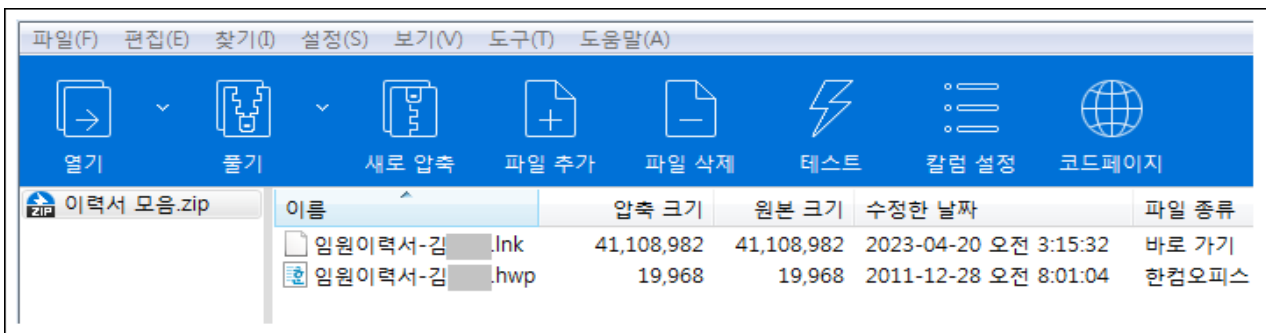 파일(F) 편집(E) 찾기(I) 설정(S) 보기(V) 도구(T) 도움말(A)
열기 풀기 새로 압축 파일 추가 파일 삭제 테스트 칼럼 설정 코드페이지
ZIP 이력서 모음.zip 이름 압축 크기 원본 크기 수정한 날짜 파일 종류
임원이력서-김 .lnk 41,108,982 41,108,982 2023-04-20 오전 3:15:32 바로 가기
임원이력서-김 .hwp 19,968 19,968 2011-12-28 오전 8:01:04 한컴오피스